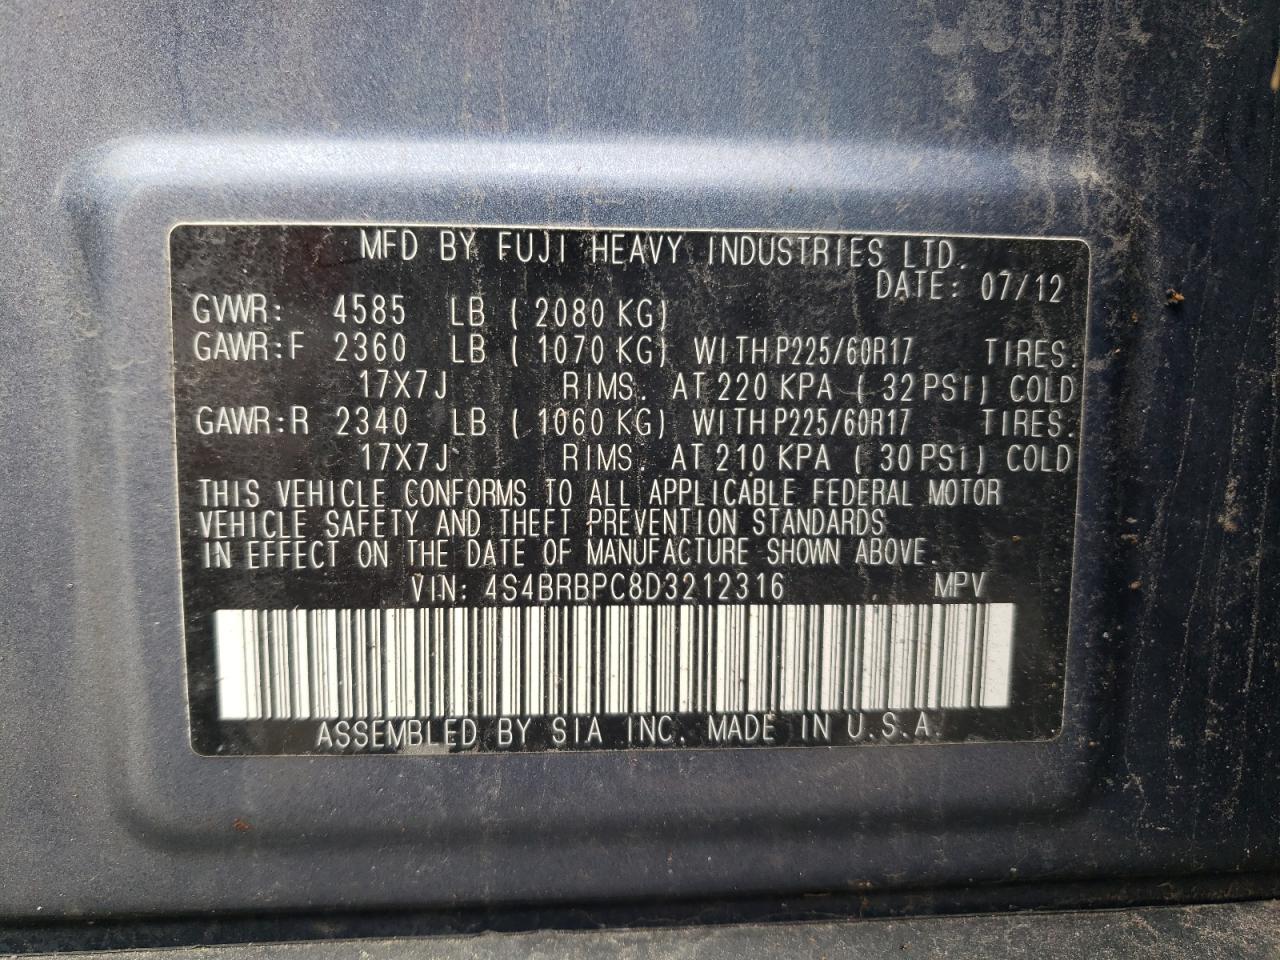 MFD BY FUJI HEAVY INDUSTRIES LTD.
DATE: 07/12
GVWR: 4585 LB ( 2080 KG)
GAWR:F 2360 LB ( 1070 KG) WITH P225/60R17 TIRES.
17X7J RIMS. AT 220 KPA ( 32 PSI) COLD
GAWR:R 2340 LB ( 1060 KG) WITH P225/60R17 TIRES.
17X7J RIMS. AT 210 KPA ( 30 PSI) COLD
THIS VEHICLE CONFORMS TO ALL APPLICABLE FEDERAL MOTOR
VEHICLE SAFETY AND THEFT PREVENTION STANDARDS
IN EFFECT ON THE DATE OF MANUFACTURE SHOWN ABOVE.
VIN: 4S4BRBPC8D3212316 MPV
ASSEMBLED BY SIA INC. MADE IN U.S.A.